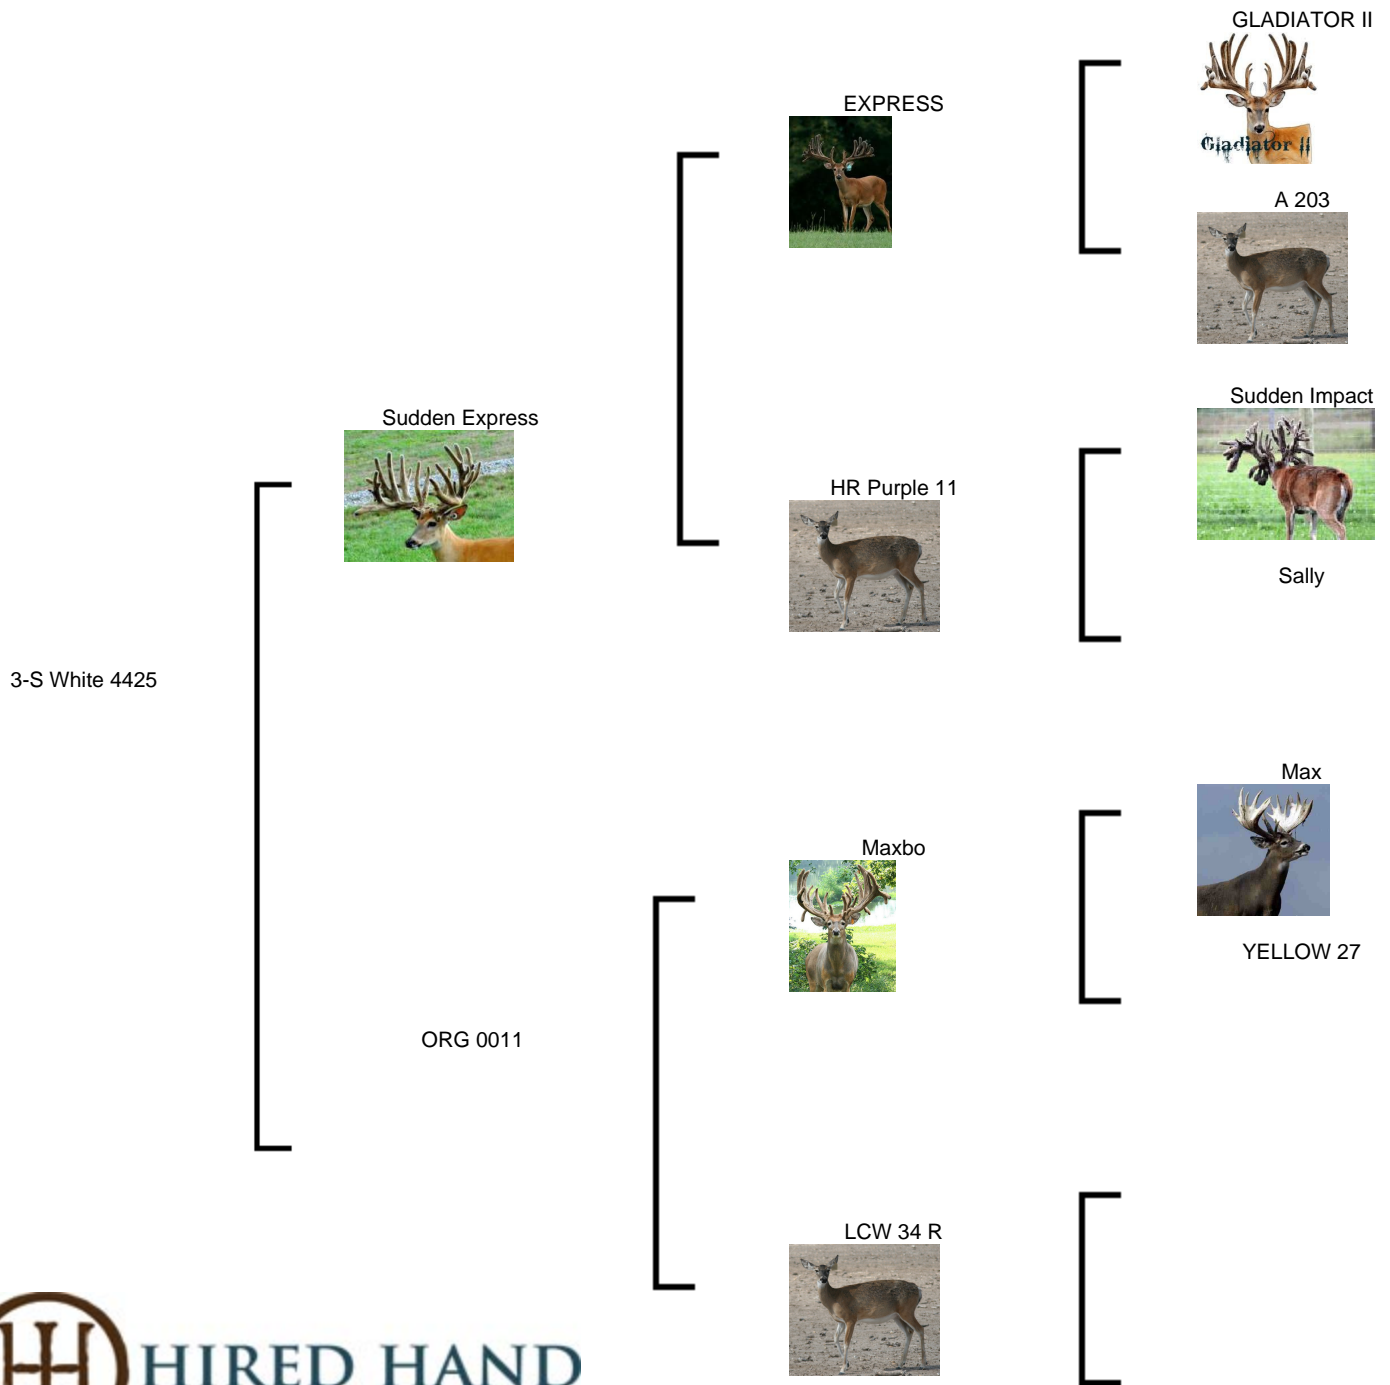 GLADIATOR II
Gladiator II
EXPRESS
A 203
Sudden Impact
Sudden Express
HR Purple 11
Sally
3-S White 4425
Max
Maxbo
YELLOW 27
ORG 0011
LCW 34 R
HIRED HAND